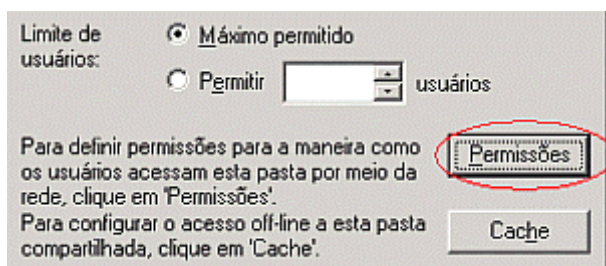 Limite de usuários:
Máximo permitido
Permitir usuários
Para definir permissões para a maneira como
os usuários acessam esta pasta por meio da
rede, clique em 'Permissões'.
Permissões
Para configurar o acesso off-line a esta pasta
compartilhada, clique em 'Cache'.
Cache